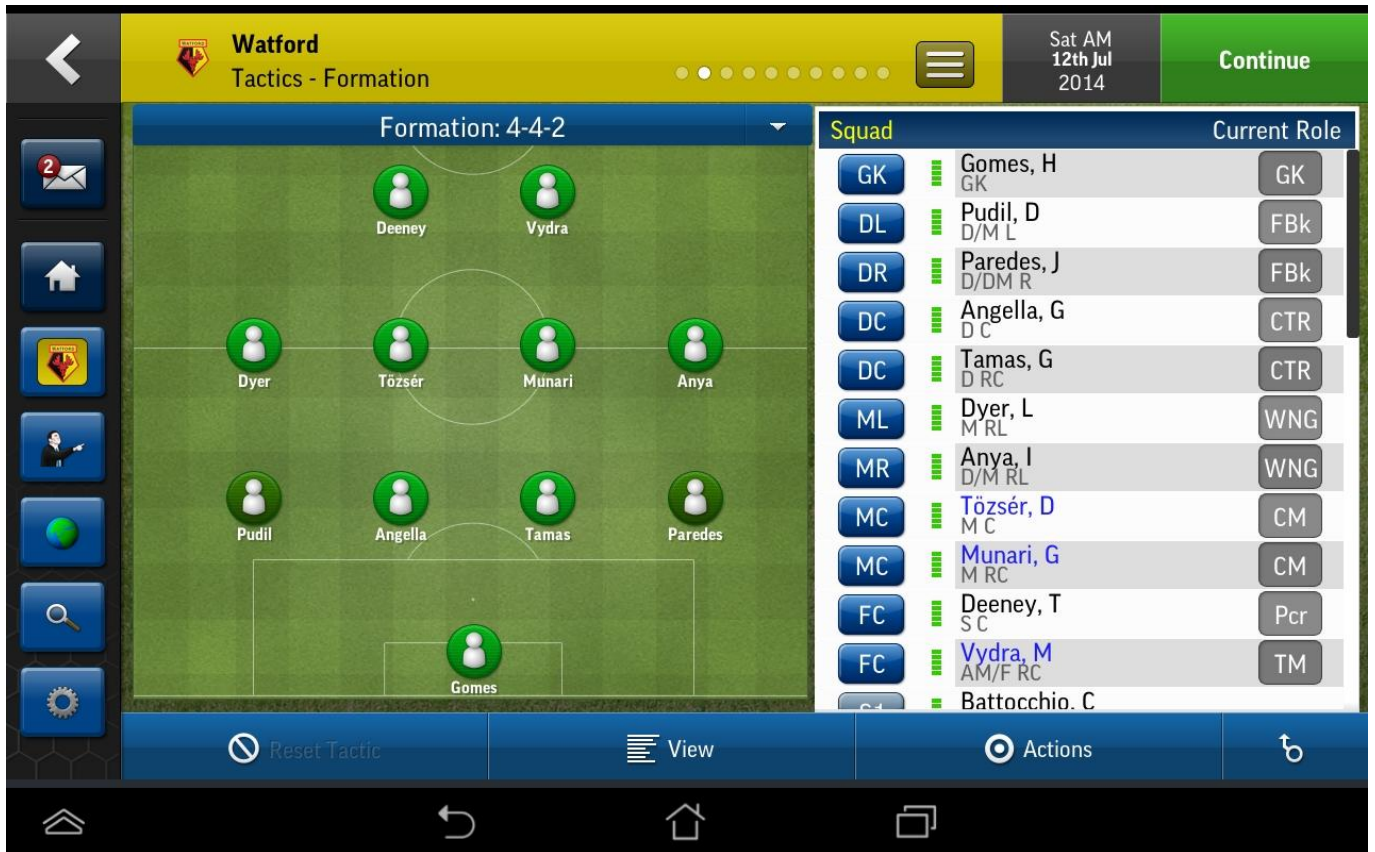 Watford
Tactics - Formation
Sat AM
12th Jul
2014
Continue
2
Formation: 4-4-2
Deeney Vydra
Dyer Tözsér Munari Anya
Pudil Angella Tamas Paredes
Gomes
Squad Current Role
GK Gomes, H GK
GK
DL Pudil, D FBk
D/M L
DR Paredes, J FBk
D/DM R
DC Angella, G CTR
D C
DC Tamas, G CTR
D RC
ML Dyer, L WNG
M RL
MR Anya, I WNG
D/M RL
MC Tözsér, D CM
M C
MC Munari, G CM
M RC
FC Deeney, T Pcr
S C
FC Vydra, M TM
AM/F RC
S1 Battocchio, C
Reset Tactic View Actions